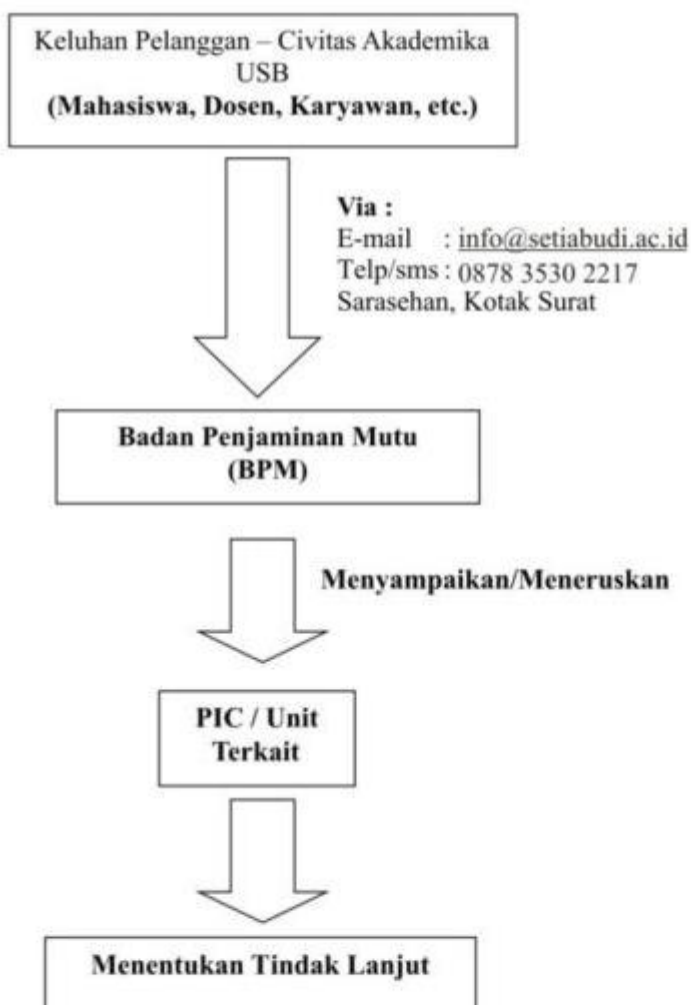 Keluhan Pelanggan – Civitas Akademika
USB
(Mahasiswa, Dosen, Karyawan, etc.)
Via :
E-mail : info@setiabudi.ac.id
Telp/sms : 0878 3530 2217
Sarasehan, Kotak Surat
Badan Penjaminan Mutu
(BPM)
Menyampaikan/Meneruskan
PIC / Unit
Terkait
Menentukan Tindak Lanjut